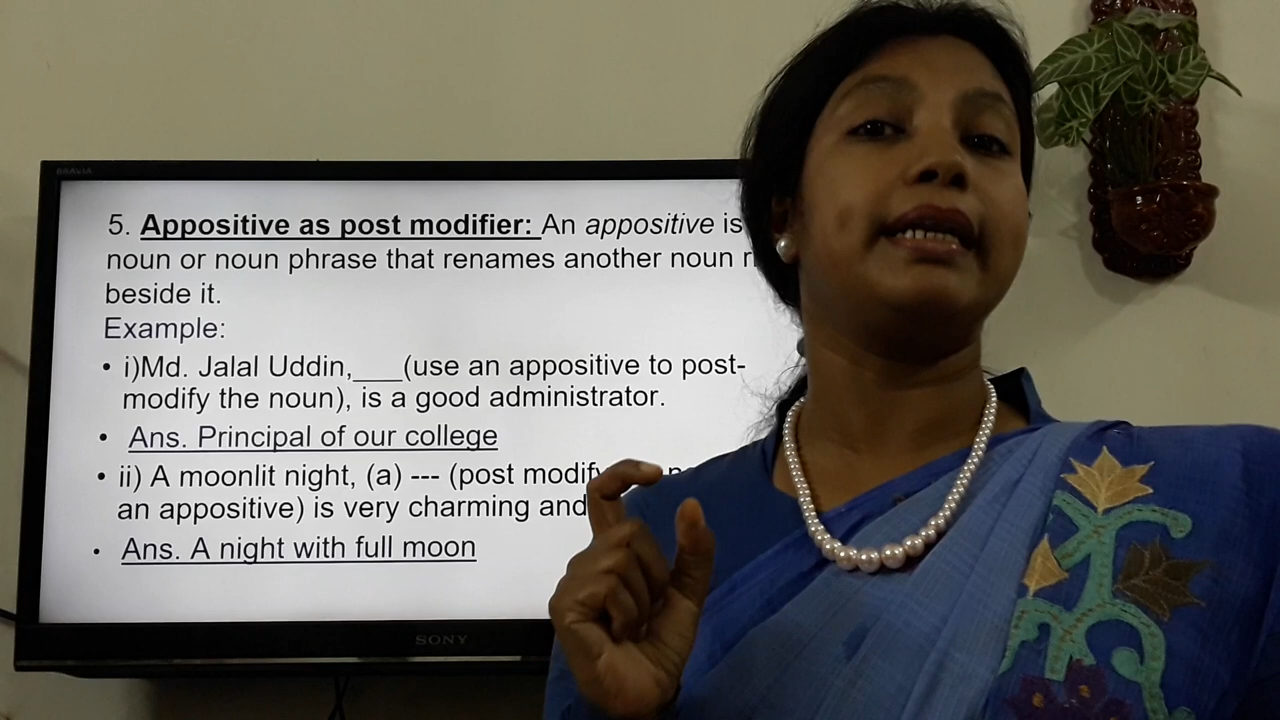 BRAVIA
5. Appositive as post modifier: An appositive is
noun or noun phrase that renames another noun
beside it.
Example:
• i)Md. Jalal Uddin,___(use an appositive to post-
modify the noun), is a good administrator.
• Ans. Principal of our college
• ii) A moonlit night, (a) --- (post modify
an appositive) is very charming and
• Ans. A night with full moon
SONY